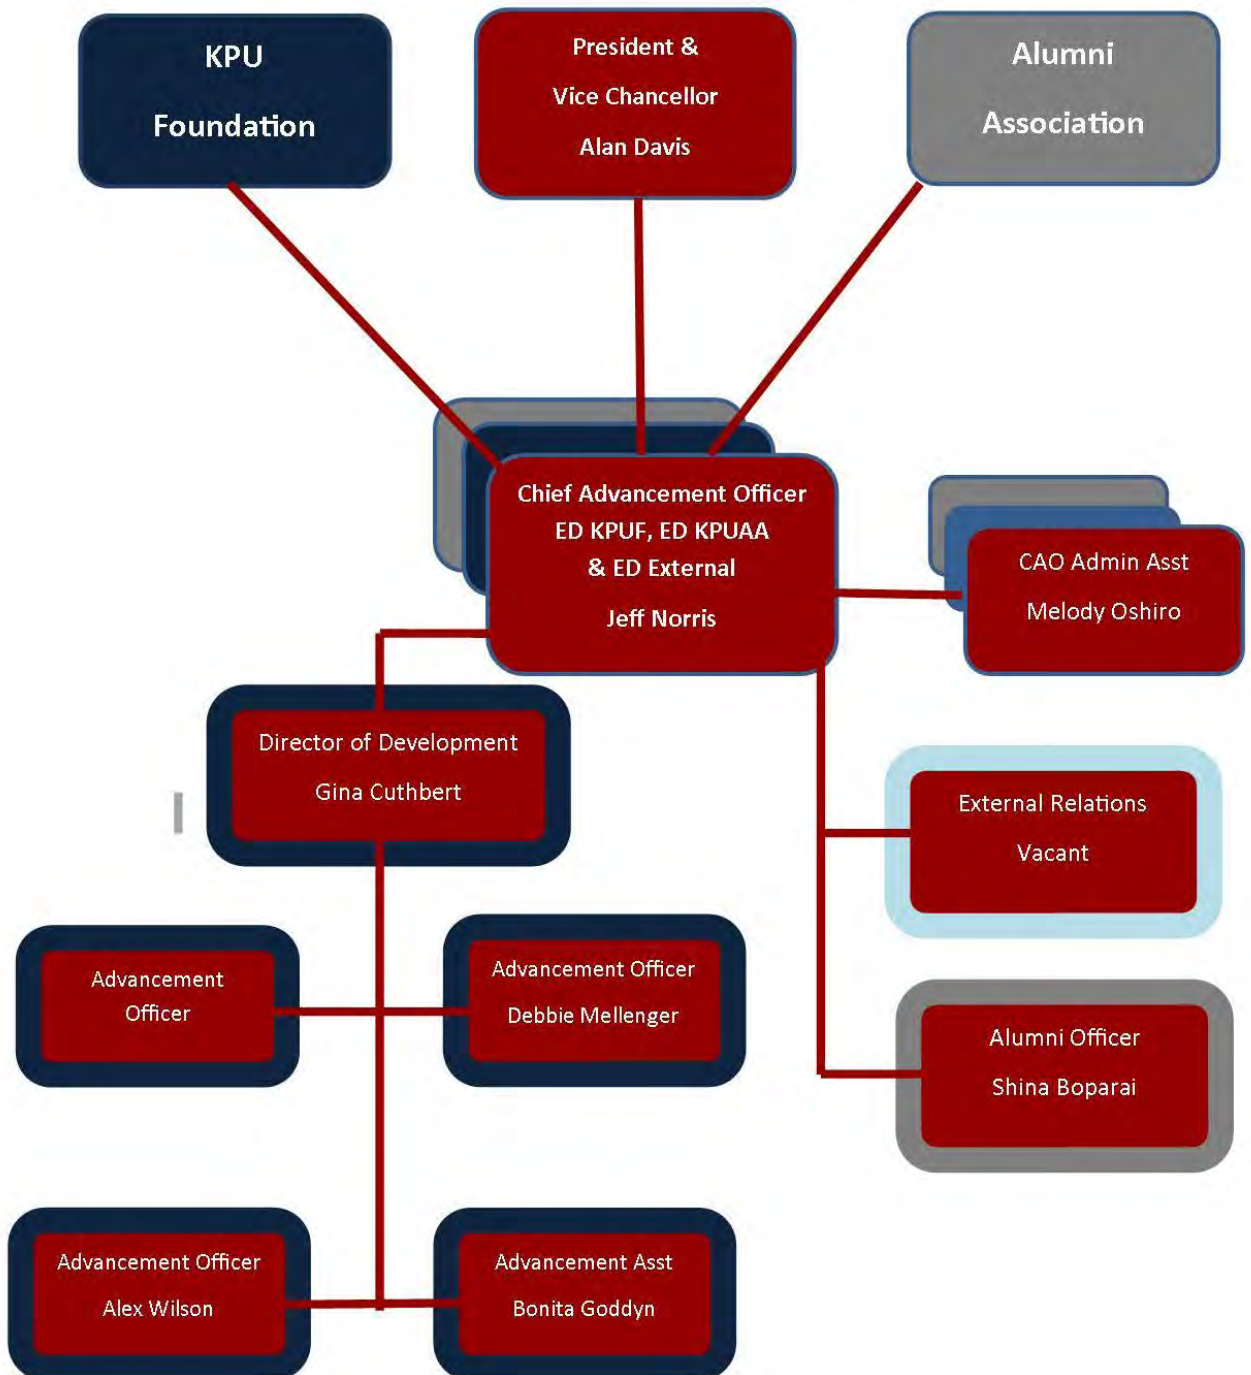 KPU
Foundation
President &
Vice Chancellor
Alan Davis
Alumni
Association
Chief Advancement Officer
ED KPUF, ED KPUAA
& ED External
Jeff Norris
CAO Admin Asst
Melody Oshiro
Director of Development
Gina Cuthbert
External Relations
Vacant
Advancement
Officer
Advancement Officer
Debbie Mellenger
Alumni Officer
Shina Boparai
Advancement Officer
Alex Wilson
Advancement Asst
Bonita Goddyn